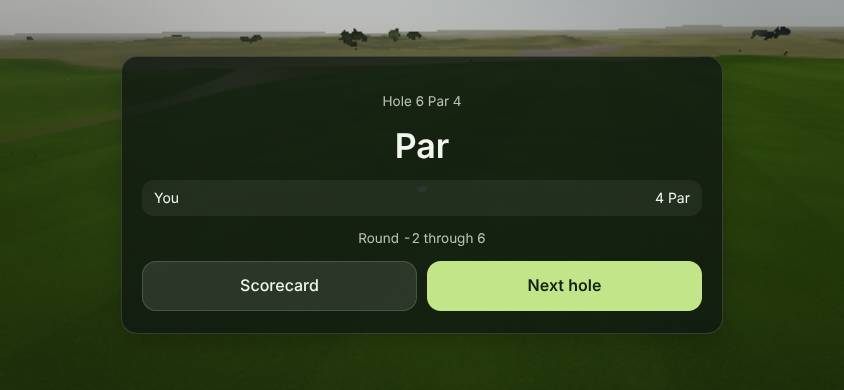 Hole 6 Par 4
Par
You 4 Par
Round -2 through 6
Scorecard Next hole